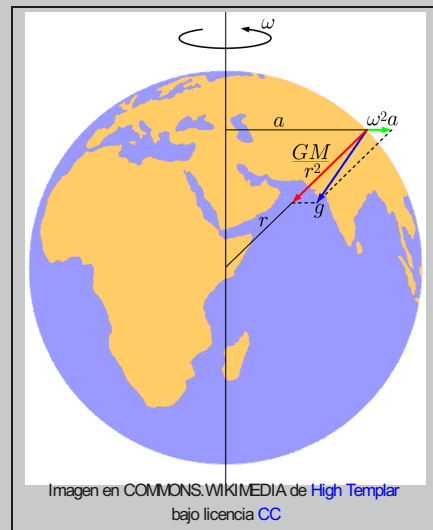 ω
a
ω²a
GM
r²
g
r
Imagen en COMMONS.WIKIMEDIA de High Templar
bajo licencia CC